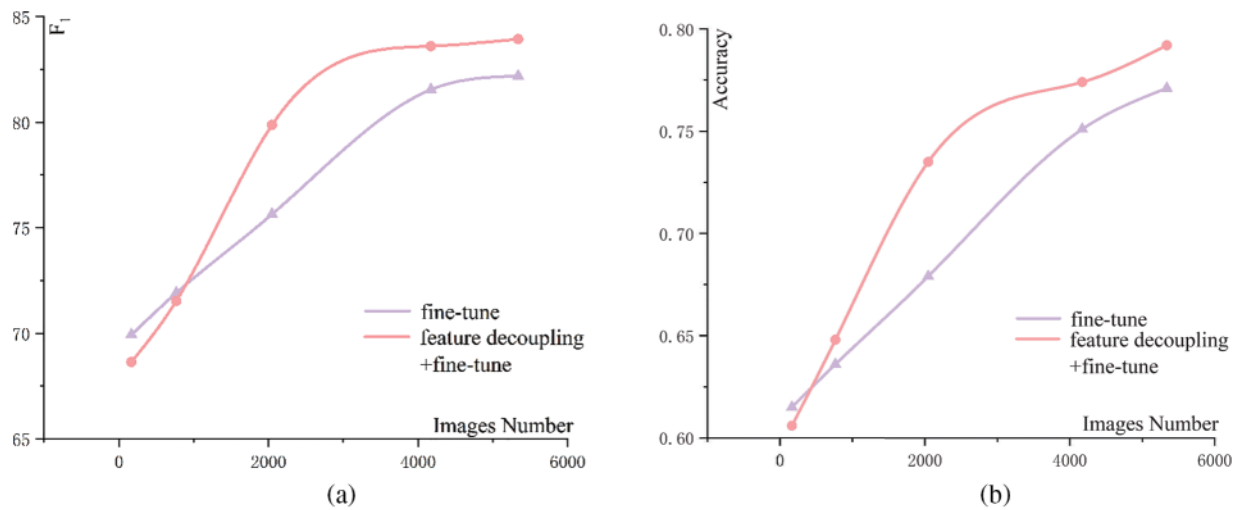 85
F₁
80
75
70
65
fine-tune
feature decoupling
+fine-tune
Images Number
0
2000
4000
6000
(a)
0.80
Accuracy
0.75
0.70
0.65
0.60
fine-tune
feature decoupling
+fine-tune
Images Number
0
2000
4000
6000
(b)